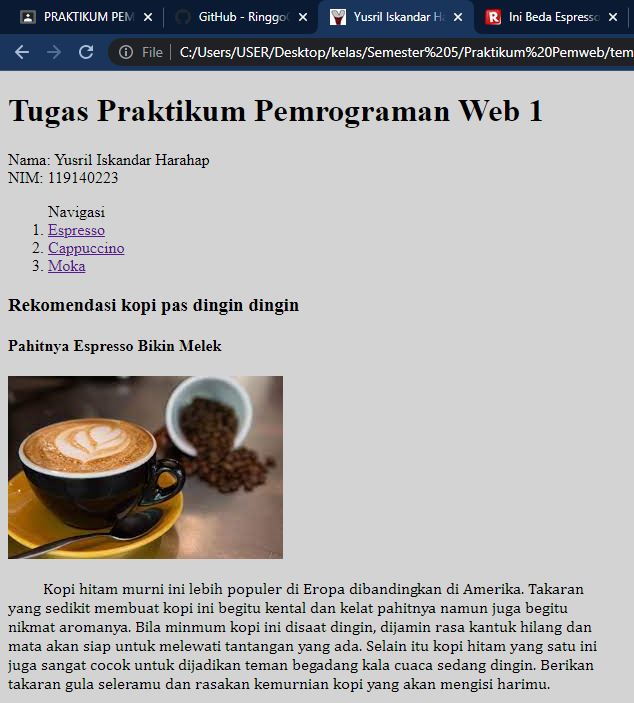 PRAKTIKUM PEM
GitHub - Ringgo
Yusril Iskandar Ha
Ini Beda Espresso
File
C:/Users/USER/Desktop/kelas/Semester%205/Praktikum%20Pemweb/tem
Tugas Praktikum Pemrograman Web 1
Nama: Yusril Iskandar Harahap
NIM: 119140223
Navigasi
1. Espresso
2. Cappuccino
3. Moka
Rekomendasi kopi pas dingin dingin
Pahitnya Espresso Bikin Melek
Kopi hitam murni ini lebih populer di Eropa dibandingkan di Amerika. Takaran
yang sedikit membuat kopi ini begitu kental dan kelat pahitnya namun juga begitu
nikmat aromanya. Bila minmum kopi ini disaat dingin, dijamin rasa kantuk hilang dan
mata akan siap untuk melewati tantangan yang ada. Selain itu kopi hitam yang satu ini
juga sangat cocok untuk dijadikan teman begadang kala cuaca sedang dingin. Berikan
takaran gula seleramu dan rasakan kemurnian kopi yang akan mengisi harimu.